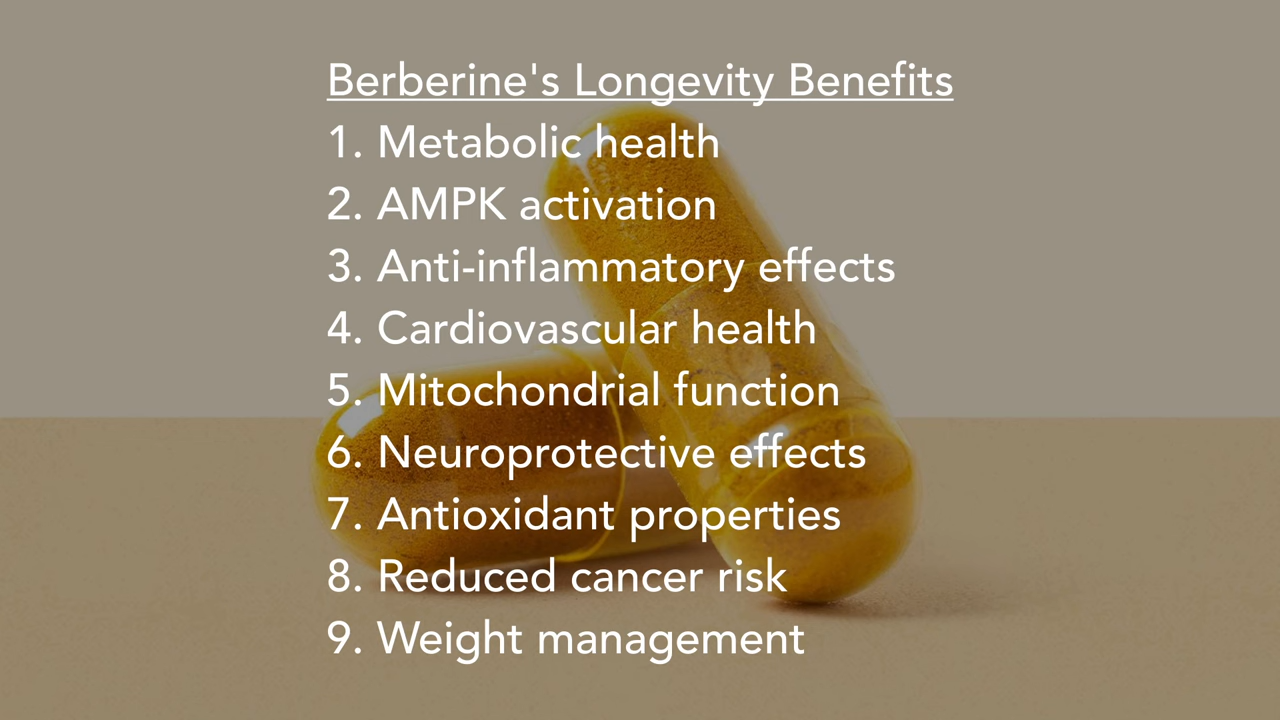 Berberine's Longevity Benefits
1. Metabolic health
2. AMPK activation
3. Anti-inflammatory effects
4. Cardiovascular health
5. Mitochondrial function
6. Neuroprotective effects
7. Antioxidant properties
8. Reduced cancer risk
9. Weight management